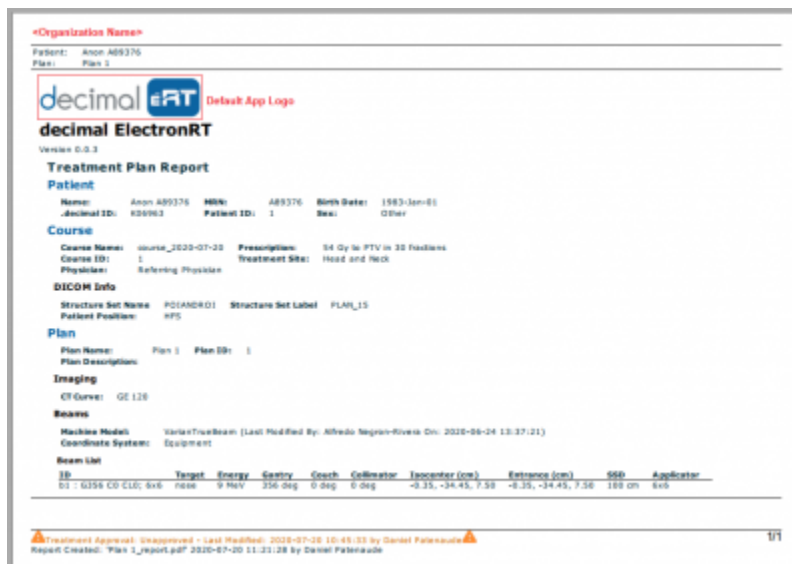 <Organization Name>
Patient: Anon A89376
Plan: Plan 1
decimal eRT Default App Logo
decimal ElectronRT
Version 0.0.3
Treatment Plan Report
Patient
Name: Anon A89376 MRN: A89376 Birth Date: 1983-Jan-01
.decimal ID: K06963 Patient ID: 1 Sex: Other
Course
Course Name: course_2020-07-20 Prescription: 54 Gy to PTV in 30 fractions
Course ID: 1 Treatment Site: Head and Neck
Physician: Referring Physician
DICOM Info
Structure Set Name Structure Set Label PLAN_15
Patient Position: HFS
Plan
Plan Name: Plan 1 Plan ID: 1
Plan Description:
Imaging
CT Curve: GE 120
Beams
Machine Model: VarianTrueBeam (Last Modified By: Alfredo Negron-Rivera On: 2020-06-24 13:37:21)
Coordinate System: Equipment
Beam List
ID Target Energy Gantry Couch Collimator Isocenter (cm) Entrance (cm) SSD Applicator
b1 : G356 C0 CL0; 6x6 none 9 MeV 356 deg 0 deg 0 deg -0.35, -34.45, 7.50 -0.35, -34.45, 7.50 100 cm 6x6
Treatment Approval: Unapproved - Last Modified: 2020-07-20 10:45:33 by Daniel Patenaude
1/1
Report Created: "Plan 1_report.pdf" 2020-07-20 11:21:28 by Daniel Patenaude